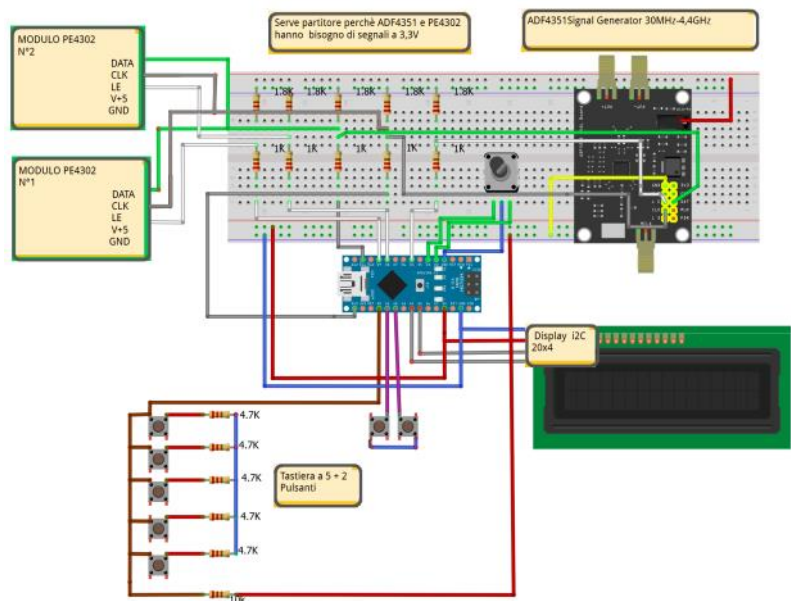 MODULO PE4302
N°2
DATA
CLK
LE
V+5
GND
Serve partitore perchè ADF4351 e PE4302
hanno bisogno di segnali a 3,3V
ADF4351Signal Generator 30MHz-4,4GHz
1.8K
1.8K
1.8K
1.8K
MODULO PE4302
N°1
DATA
CLK
LE
V+5
GND
1K
1K
1K
1K
Display i2C
20x4
4.7K
4.7K
4.7K
4.7K
4.7K
Tastiera a 5 + 2
Pulsanti
10k